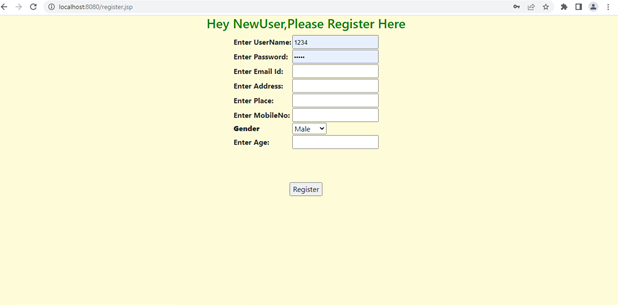 localhost:8080/register.jsp
Hey NewUser,Please Register Here
Enter UserName: 1234
Enter Password: •••••
Enter Email Id:
Enter Address:
Enter Place:
Enter MobileNo:
Gender Male
Enter Age:
Register